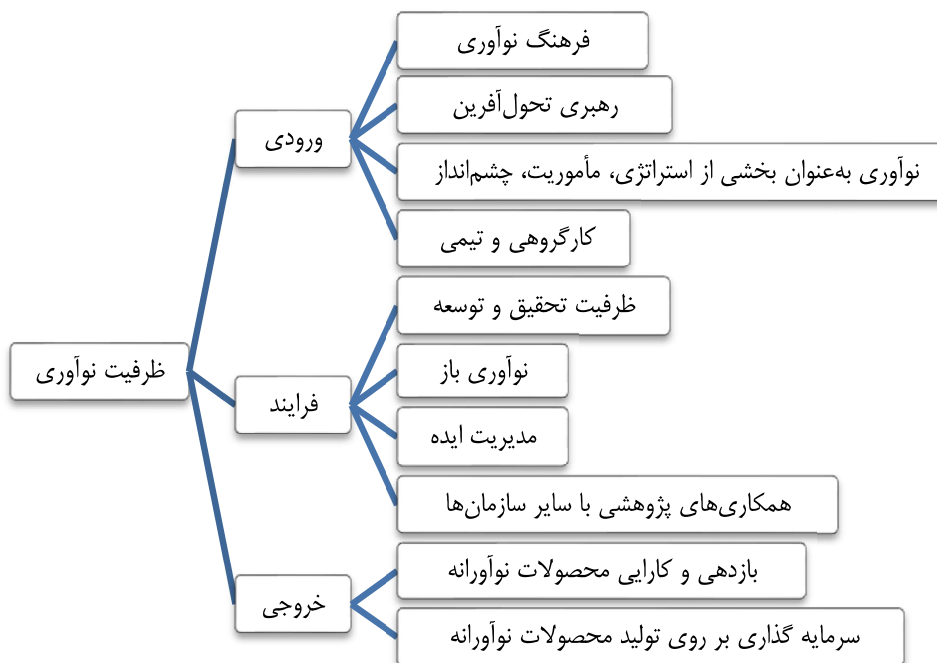 ظرفیت نوآوری
ورودی
فرهنگ نوآوری
رهبری تحول‌آفرین
نوآوری به‌عنوان بخشی از استراتژی، مأموریت، چشم‌انداز
کارگروهی و تیمی
فرایند
ظرفیت تحقیق و توسعه
نوآوری باز
مدیریت ایده
همکاری‌های پژوهشی با سایر سازمان‌ها
خروجی
بازدهی و کارایی محصولات نوآورانه
سرمایه گذاری بر روی تولید محصولات نوآورانه